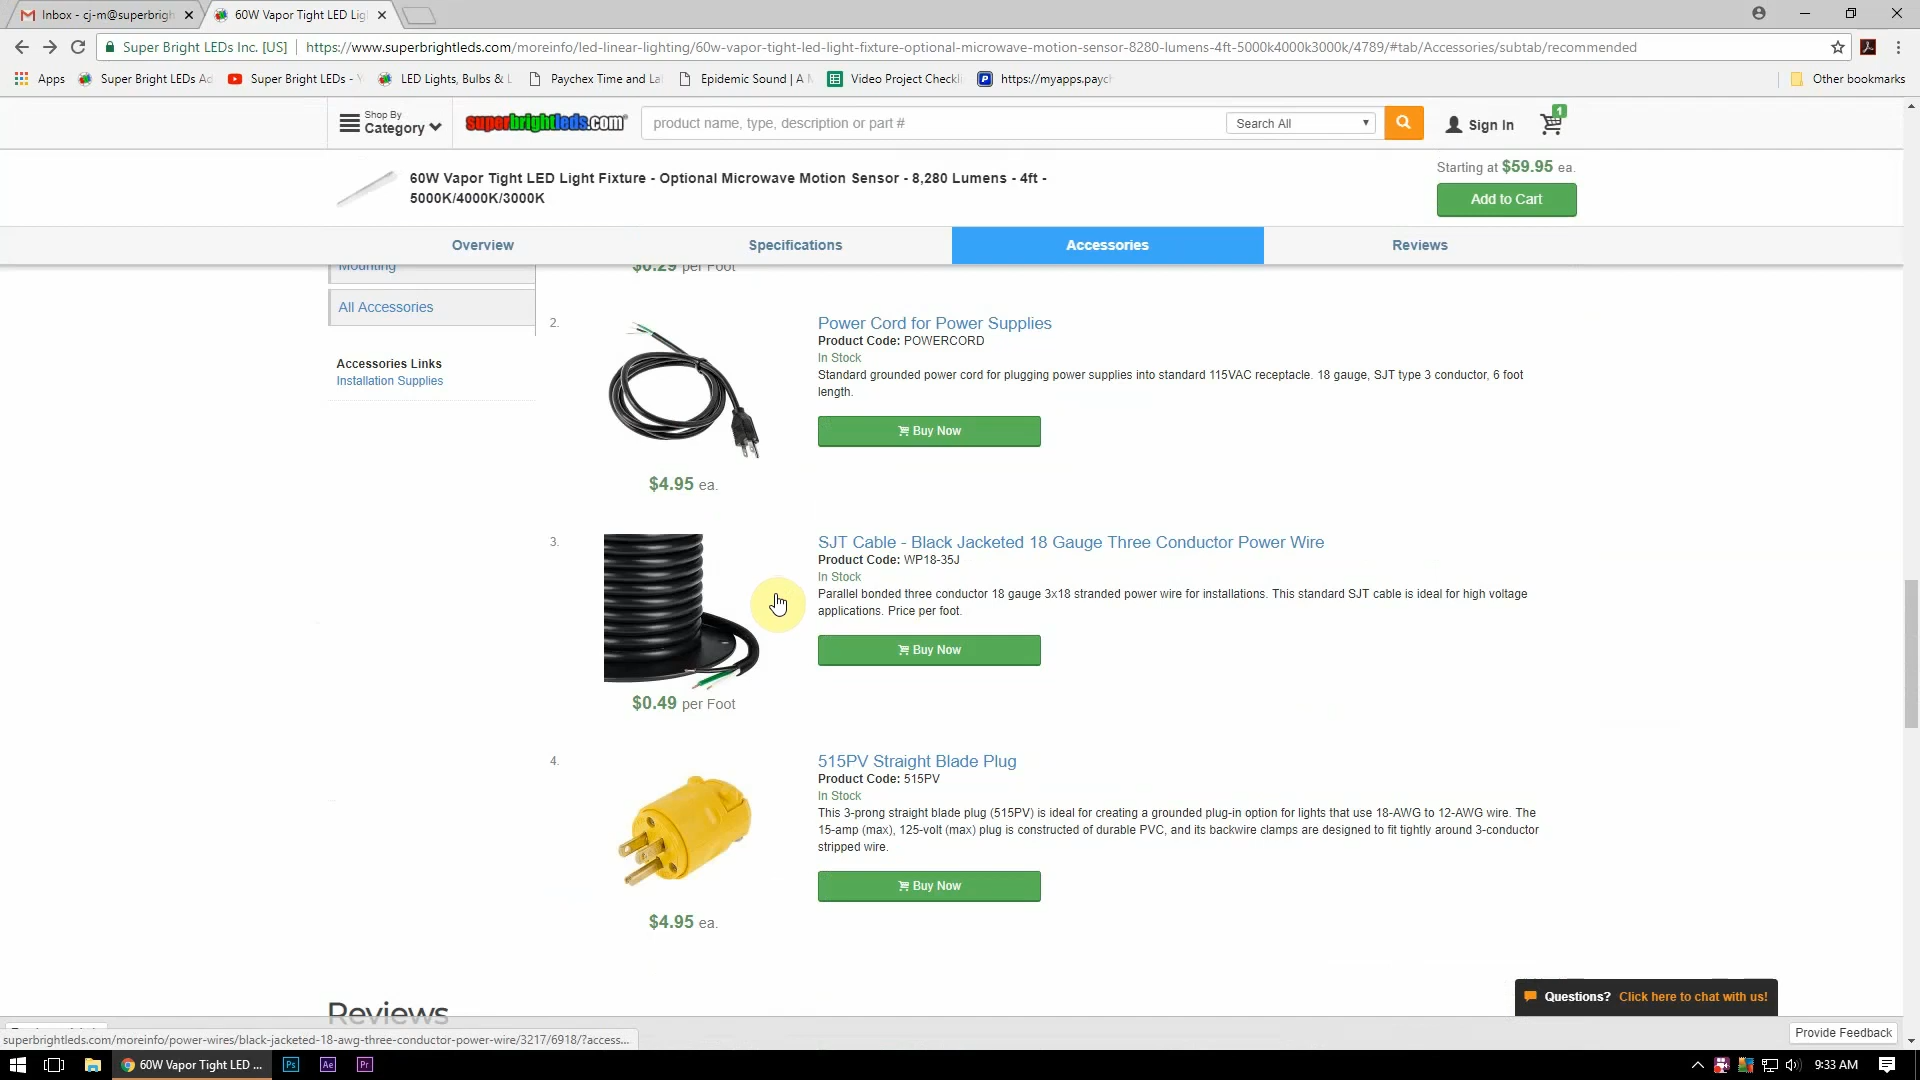 Inbox - cj-m@superbrigh
60W Vapor Tight LED Lig
Super Bright LEDs Inc. [US]
https://www.superbrightleds.com/moreinfo/led-linear-lighting/60w-vapor-tight-led-light-fixture-optional-microwave-motion-sensor-8280-lumens-4ft-5000k4000k3000k/4789/#tab/Accessories/subtab/recommended
Apps
Super Bright LEDs Ad
Super Bright LEDs -
LED Lights, Bulbs &
Paychex Time and La
Epidemic Sound | A
Video Project Checkli
https://myapps.payc
Other bookmarks
Shop By
Category
superbrightleds.com
product name, type, description or part #
Search All
Sign In
1
60W Vapor Tight LED Light Fixture - Optional Microwave Motion Sensor - 8,280 Lumens - 4ft -
5000K/4000K/3000K
Starting at $59.95 ea.
Add to Cart
Overview
Specifications
Accessories
Reviews
Mounting
$0.29 per Foot
All Accessories
Accessories Links
Installation Supplies
2.
Power Cord for Power Supplies
Product Code: POWERCORD
In Stock
Standard grounded power cord for plugging power supplies into standard 115VAC receptacle. 18 gauge, SJT type 3 conductor, 6 foot
length.
Buy Now
$4.95 ea.
3.
SJT Cable - Black Jacketed 18 Gauge Three Conductor Power Wire
Product Code: WP18-35J
In Stock
Parallel bonded three conductor 18 gauge 3x18 stranded power wire for installations. This standard SJT cable is ideal for high voltage
applications. Price per foot.
Buy Now
$0.49 per Foot
4.
515PV Straight Blade Plug
Product Code: 515PV
In Stock
This 3-prong straight blade plug (515PV) is ideal for creating a grounded plug-in option for lights that use 18-AWG to 12-AWG wire. The
15-amp (max), 125-volt (max) plug is constructed of durable PVC, and its backwire clamps are designed to fit tightly around 3-conductor
stripped wire.
Buy Now
$4.95 ea.
Reviews
Questions? Click here to chat with us!
Provide Feedback
superbrightleds.com/moreinfo/power-wires/black-jacketed-18-awg-three-conductor-power-wire/3217/6918/?access...
60W Vapor Tight LED ...
Ps
Ae
Pr
9:33 AM